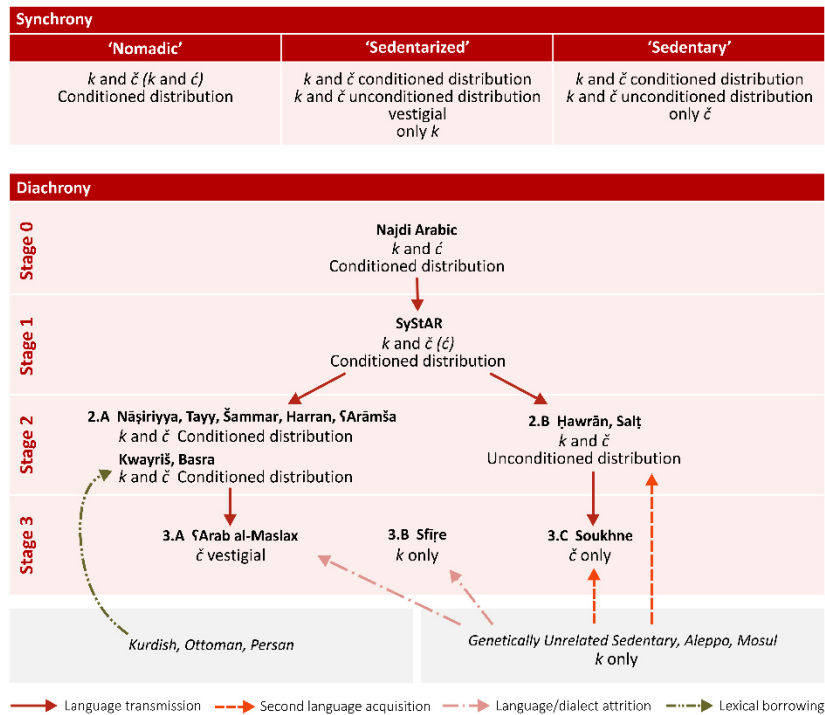 Synchrony
‘Nomadic’
‘Sedentarized’
‘Sedentary’
k and č (k and ć)
Conditioned distribution
k and č conditioned distribution
k and č unconditioned distribution
vestigial
only k
k and č conditioned distribution
k and č unconditioned distribution
only č
Diachrony
Stage 0
Najdi Arabic
k and ć
Conditioned distribution
Stage 1
SyStAR
k and č (ć)
Conditioned distribution
Stage 2
2.A Nāṣiriyya, Tayy, Šammar, Harran, ʕArāmša
k and č Conditioned distribution
Kwayriš, Basra
k and č Conditioned distribution
2.B Ḥawrān, Salṭ
k and č
Unconditioned distribution
Stage 3
3.A ʕArab al-Maslax
č vestigial
3.B Sfīṛe
k only
3.C Soukhne
č only
Kurdish, Ottoman, Persan
Genetically Unrelated Sedentary, Aleppo, Mosul
k only
Language transmission
Second language acquisition
Language/dialect attrition
Lexical borrowing